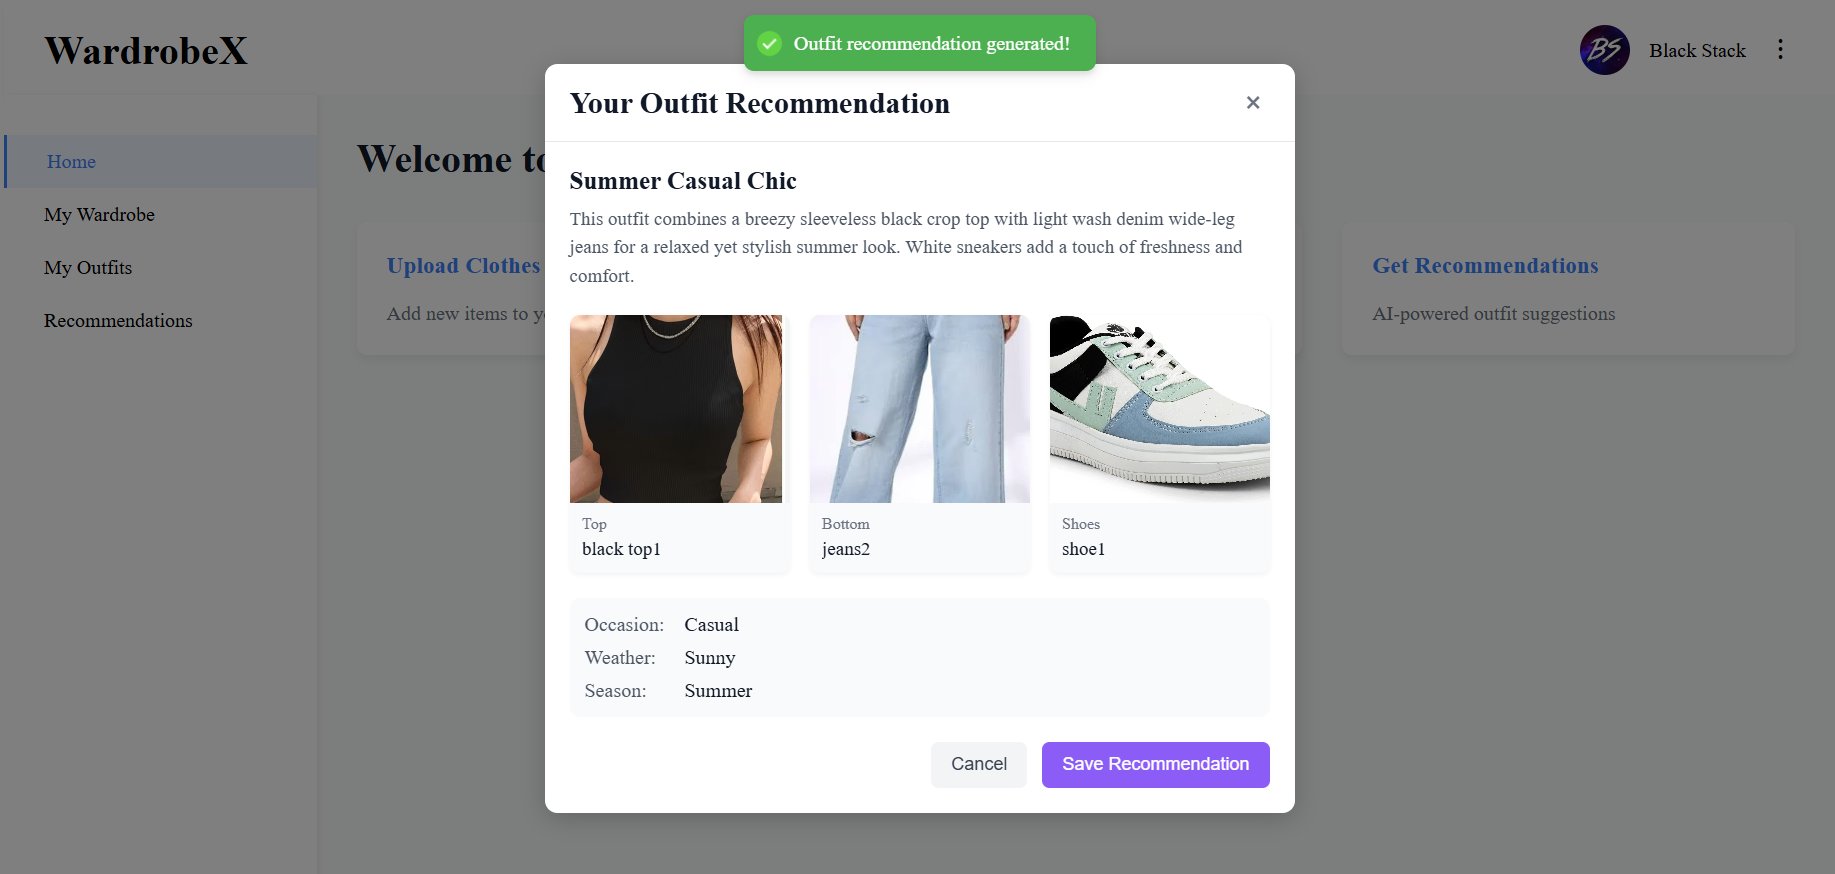 WardrobeX
Outfit recommendation generated!
BS
Black Stack
Home
My Wardrobe
My Outfits
Recommendations
Welcome to
Upload Clothes
Add new items to
Get Recommendations
AI-powered outfit suggestions
Your Outfit Recommendation
×
Summer Casual Chic
This outfit combines a breezy sleeveless black crop top with light wash denim wide-leg
jeans for a relaxed yet stylish summer look. White sneakers add a touch of freshness and
comfort.
Top
black top1
Bottom
jeans2
Shoes
shoe1
Occasion: Casual
Weather: Sunny
Season: Summer
Cancel
Save Recommendation